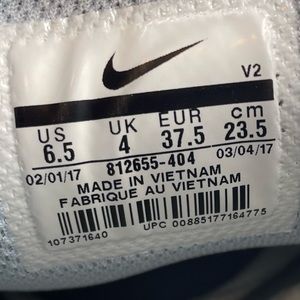 V2
US UK EUR cm
6.5 4 37.5 23.5
02/01/17 812655-404 03/04/17
MADE IN VIETNAM
FABRIQUE AU VIETNAM
107371640 UPC 00885177164775